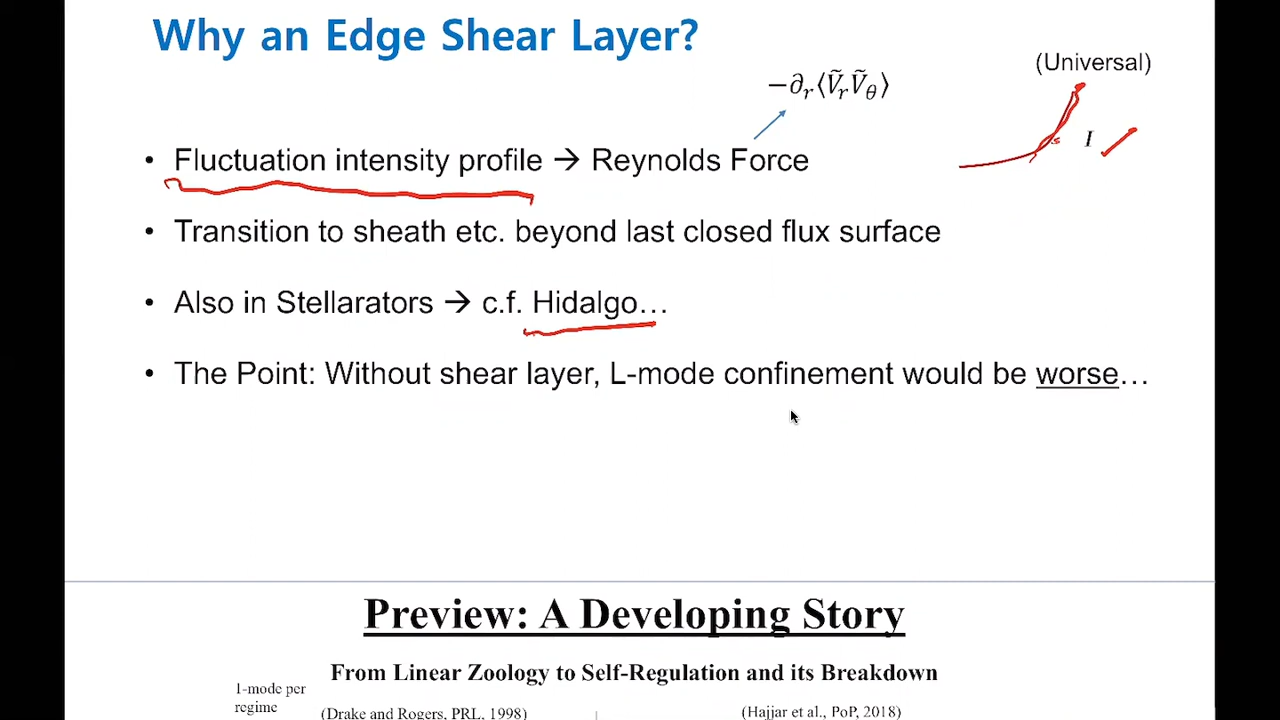 Why an Edge Shear Layer?
(Universal)
−∂r⟨ṼrṼθ⟩
I
• Fluctuation intensity profile → Reynolds Force
• Transition to sheath etc. beyond last closed flux surface
• Also in Stellarators → c.f. Hidalgo…
• The Point: Without shear layer, L-mode confinement would be worse…
Preview: A Developing Story
From Linear Zoology to Self-Regulation and its Breakdown
1-mode per
regime
(Drake and Rogers, PRL, 1998)
(Hajjar et al., PoP, 2018)